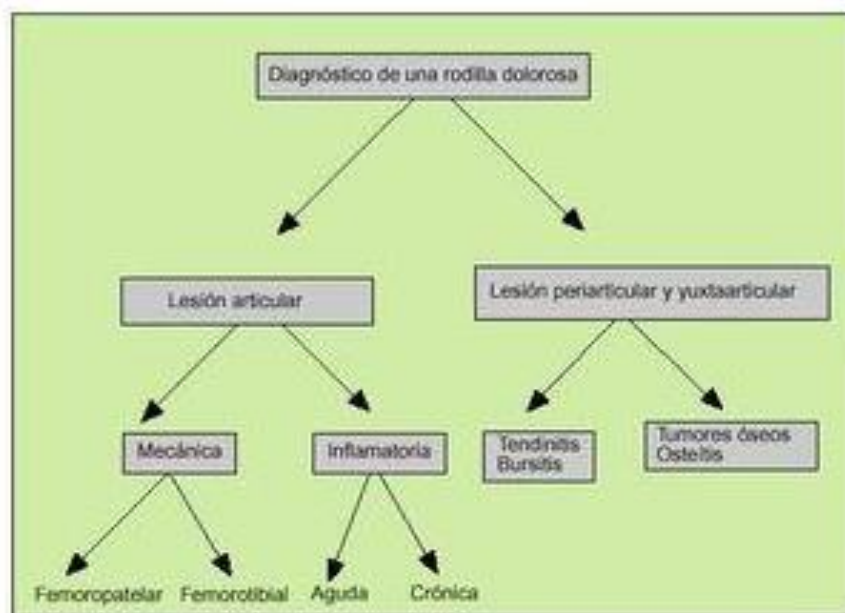 Diagnóstico de una rodilla dolorosa
Lesión articular
Lesión periarticular y yuxtaarticular
Mecánica
Inflamatoria
Tendinitis
Bursitis
Tumores óseos
Osteítis
Femoropatelar
Femorotibial
Aguda
Crónica